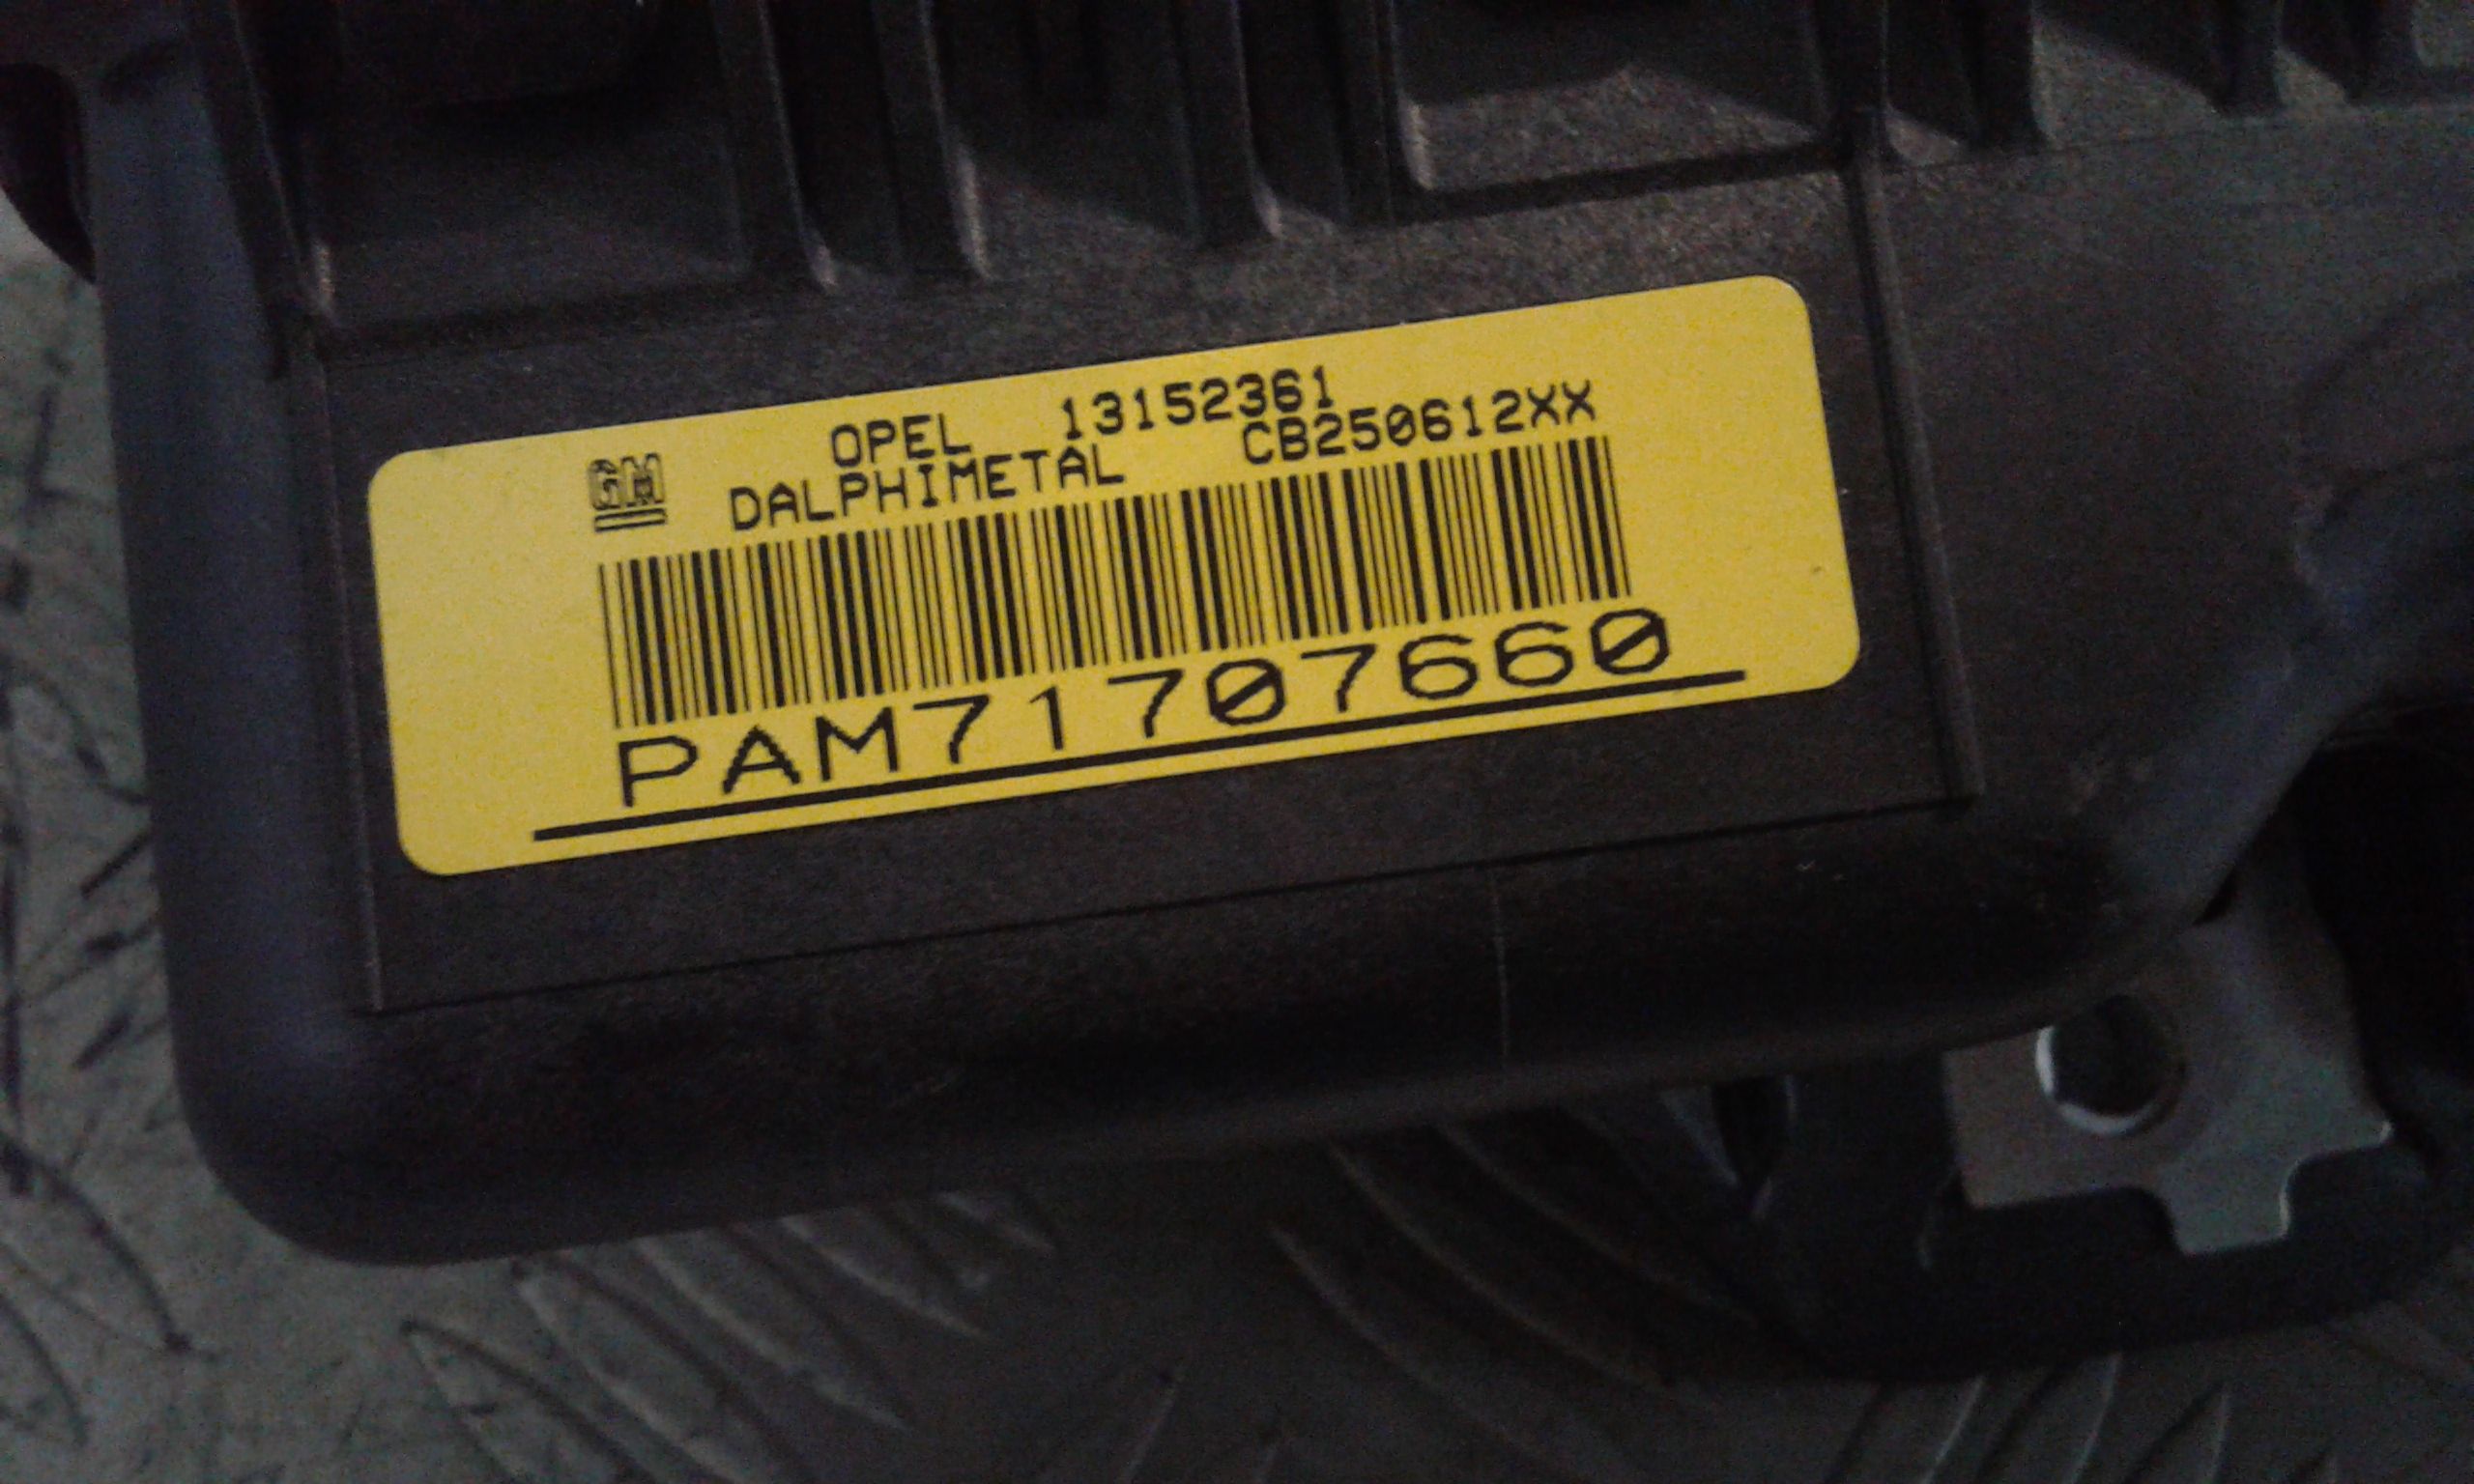 GM
OPEL 13152361
DALPHIMETAL CB250612XX
PAM71707660